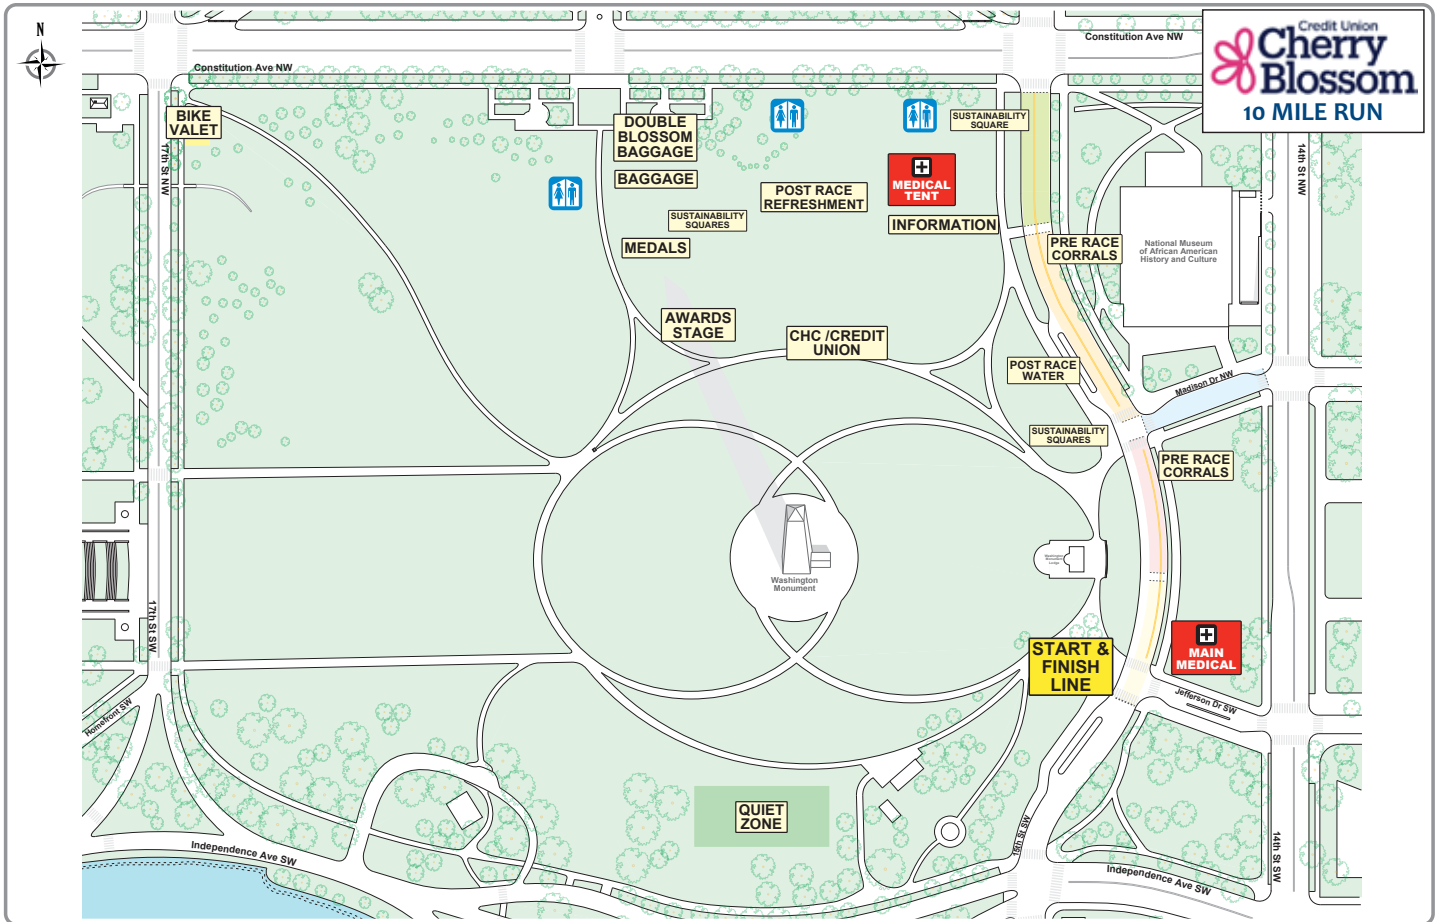 N
Constitution Ave NW
Constitution Ave NW
Credit Union
Cherry
Blossom
10 MILE RUN
BIKE
VALET
DOUBLE
BLOSSOM
BAGGAGE
BAGGAGE
SUSTAINABILITY
SQUARE
MEDICAL
TENT
POST RACE
REFRESHMENT
SUSTAINABILITY
SQUARES
INFORMATION
MEDALS
PRE RACE
CORRALS
National Museum
of African American
History and Culture
17th St NW
14th St NW
AWARDS
STAGE
CHC /CREDIT
UNION
POST RACE
WATER
Madison Dr NW
SUSTAINABILITY
SQUARES
PRE RACE
CORRALS
Washington
Monument
Lodge
Washington
Monument
17th St SW
START &
FINISH
LINE
MAIN
MEDICAL
Jefferson Dr SW
Homefront SW
QUIET
ZONE
15th St SW
14th St SW
Independence Ave SW
Independence Ave SW